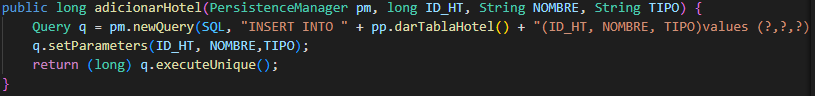 public long adicionarHotel(PersistenceManager pm, long ID_HT, String NOMBRE, String TIPO) {
Query q = pm.newQuery(SQL, "INSERT INTO " + pp.darTablaHotel() + "(ID_HT, NOMBRE, TIPO)values (?,?,?)
q.setParameters(ID_HT, NOMBRE,TIPO);
return (long) q.executeUnique();
}